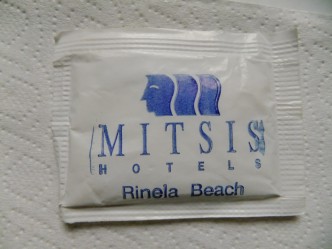 MITSIS
HOTELS
Rinela Beach